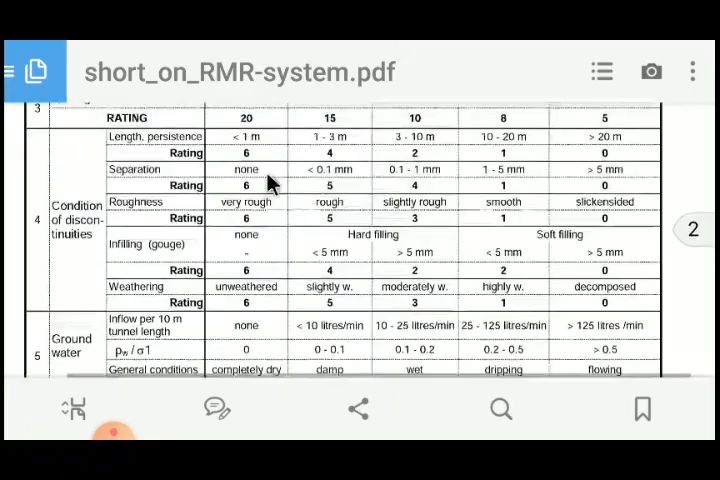 short_on_RMR-system.pdf
3
RATING 20 15 10 8 5
Length, persistence < 1 m 1 - 3 m 3 - 10 m 10 - 20 m > 20 m
Rating 6 4 2 1 0
Separation none < 0.1 mm 0.1 - 1 mm 1 - 5 mm > 5 mm
Rating 6 5 4 1 0
Roughness very rough rough slightly rough smooth slickensided
4 Condition of discon- tinuities Rating 6 5 3 1 0
Infilling (gouge) none Hard filling Soft filling
- < 5 mm > 5 mm < 5 mm > 5 mm
Rating 6 4 2 2 0
Weathering unweathered slightly w. moderately w. highly w. decomposed
Rating 6 5 3 1 0
Inflow per 10 m tunnel length none < 10 litres/min 10 - 25 litres/min 25 - 125 litres/min > 125 litres /min
5 Ground water pw / σ1 0 0 - 0.1 0.1 - 0.2 0.2 - 0.5 > 0.5
General conditions completely dry damp wet dripping flowing
2